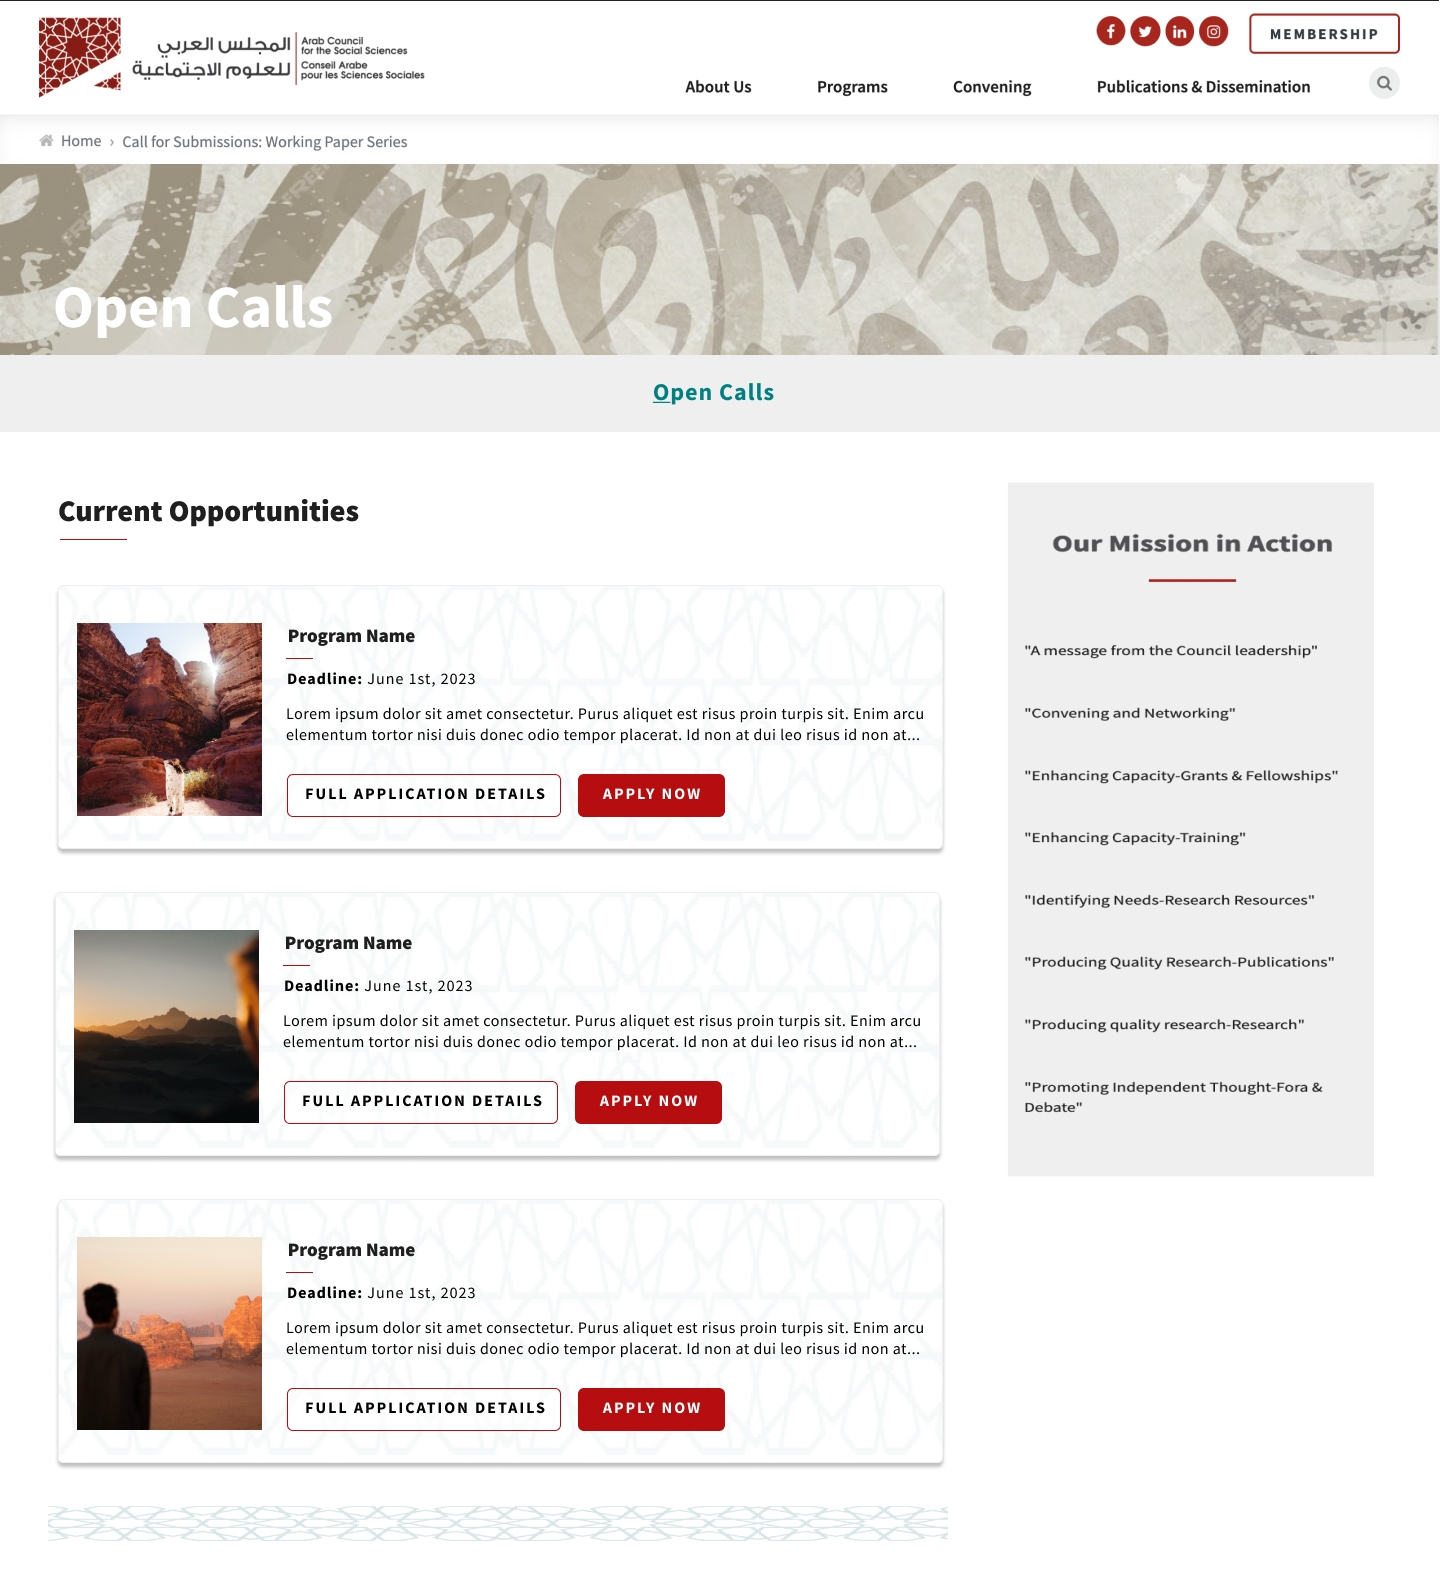 المجلس العربي
للعلوم الاجتماعية
Arab Council
for the Social Sciences
Conseil Arabe
pour les Sciences Sociales
MEMBERSHIP
About Us
Programs
Convening
Publications & Dissemination
Home › Call for Submissions: Working Paper Series
Open Calls
Open Calls
Current Opportunities
Program Name
Deadline: June 1st, 2023
Lorem ipsum dolor sit amet consectetur. Purus aliquet est risus proin turpis sit. Enim arcu
elementum tortor nisi duis donec odio tempor placerat. Id non at dui leo risus id non at...
FULL APPLICATION DETAILS
APPLY NOW
Program Name
Deadline: June 1st, 2023
Lorem ipsum dolor sit amet consectetur. Purus aliquet est risus proin turpis sit. Enim arcu
elementum tortor nisi duis donec odio tempor placerat. Id non at dui leo risus id non at...
FULL APPLICATION DETAILS
APPLY NOW
Program Name
Deadline: June 1st, 2023
Lorem ipsum dolor sit amet consectetur. Purus aliquet est risus proin turpis sit. Enim arcu
elementum tortor nisi duis donec odio tempor placerat. Id non at dui leo risus id non at...
FULL APPLICATION DETAILS
APPLY NOW
Our Mission in Action
"A message from the Council leadership"
"Convening and Networking"
"Enhancing Capacity-Grants & Fellowships"
"Enhancing Capacity-Training"
"Identifying Needs-Research Resources"
"Producing Quality Research-Publications"
"Producing quality research-Research"
"Promoting Independent Thought-Fora &
Debate"